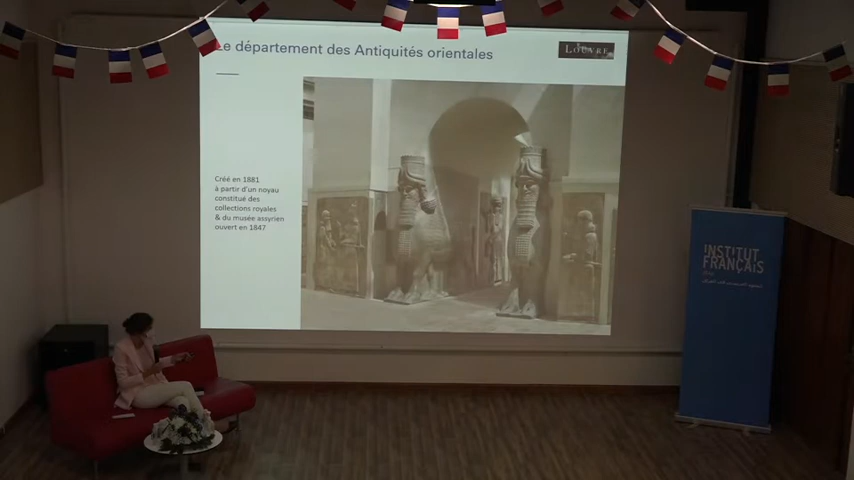 Le département des Antiquités orientales
LOUVRE
Créé en 1881
à partir d'un noyau
constitué des
collections royales
& du musée assyrien
ouvert en 1847
INSTITUT
FRANÇAIS